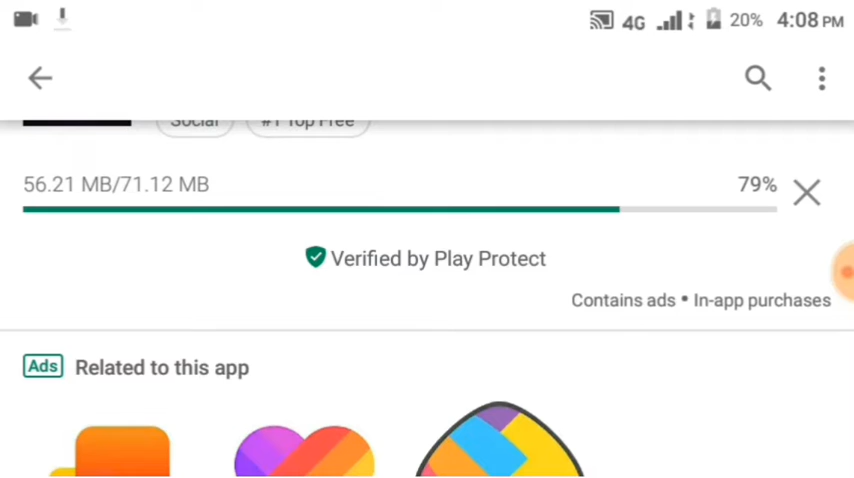 4G 20% 4:08 PM
Social #1 Top Free
56.21 MB/71.12 MB 79%
Verified by Play Protect
Contains ads • In-app purchases
Ads Related to this app